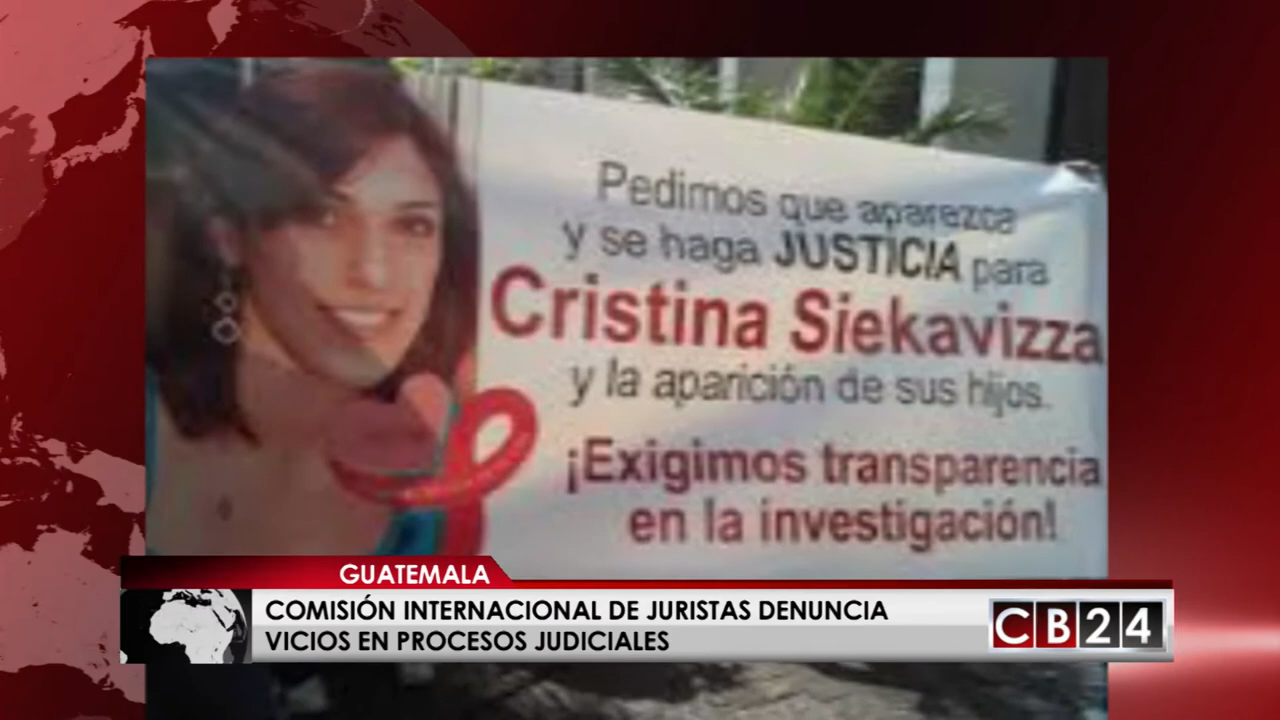 Pedimos que aparezca
y se haga JUSTICIA para
Cristina Siekavizza
y la aparición de sus hijos.
¡Exigimos transparencia
en la investigación!
GUATEMALA
COMISIÓN INTERNACIONAL DE JURISTAS DENUNCIA
VICIOS EN PROCESOS JUDICIALES
CB24